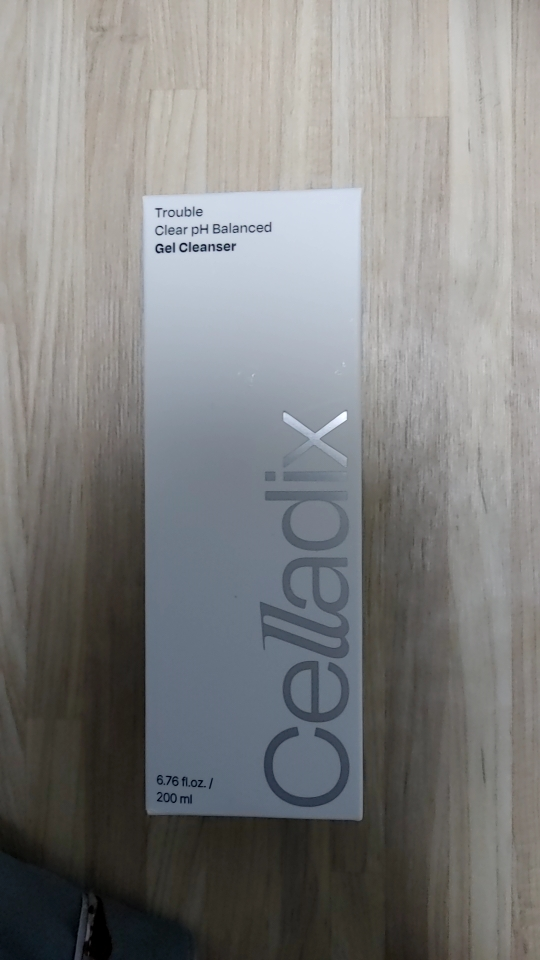 Trouble
Clear pH Balanced
Gel Cleanser
Celladix
6.76 fl.oz. /
200 ml